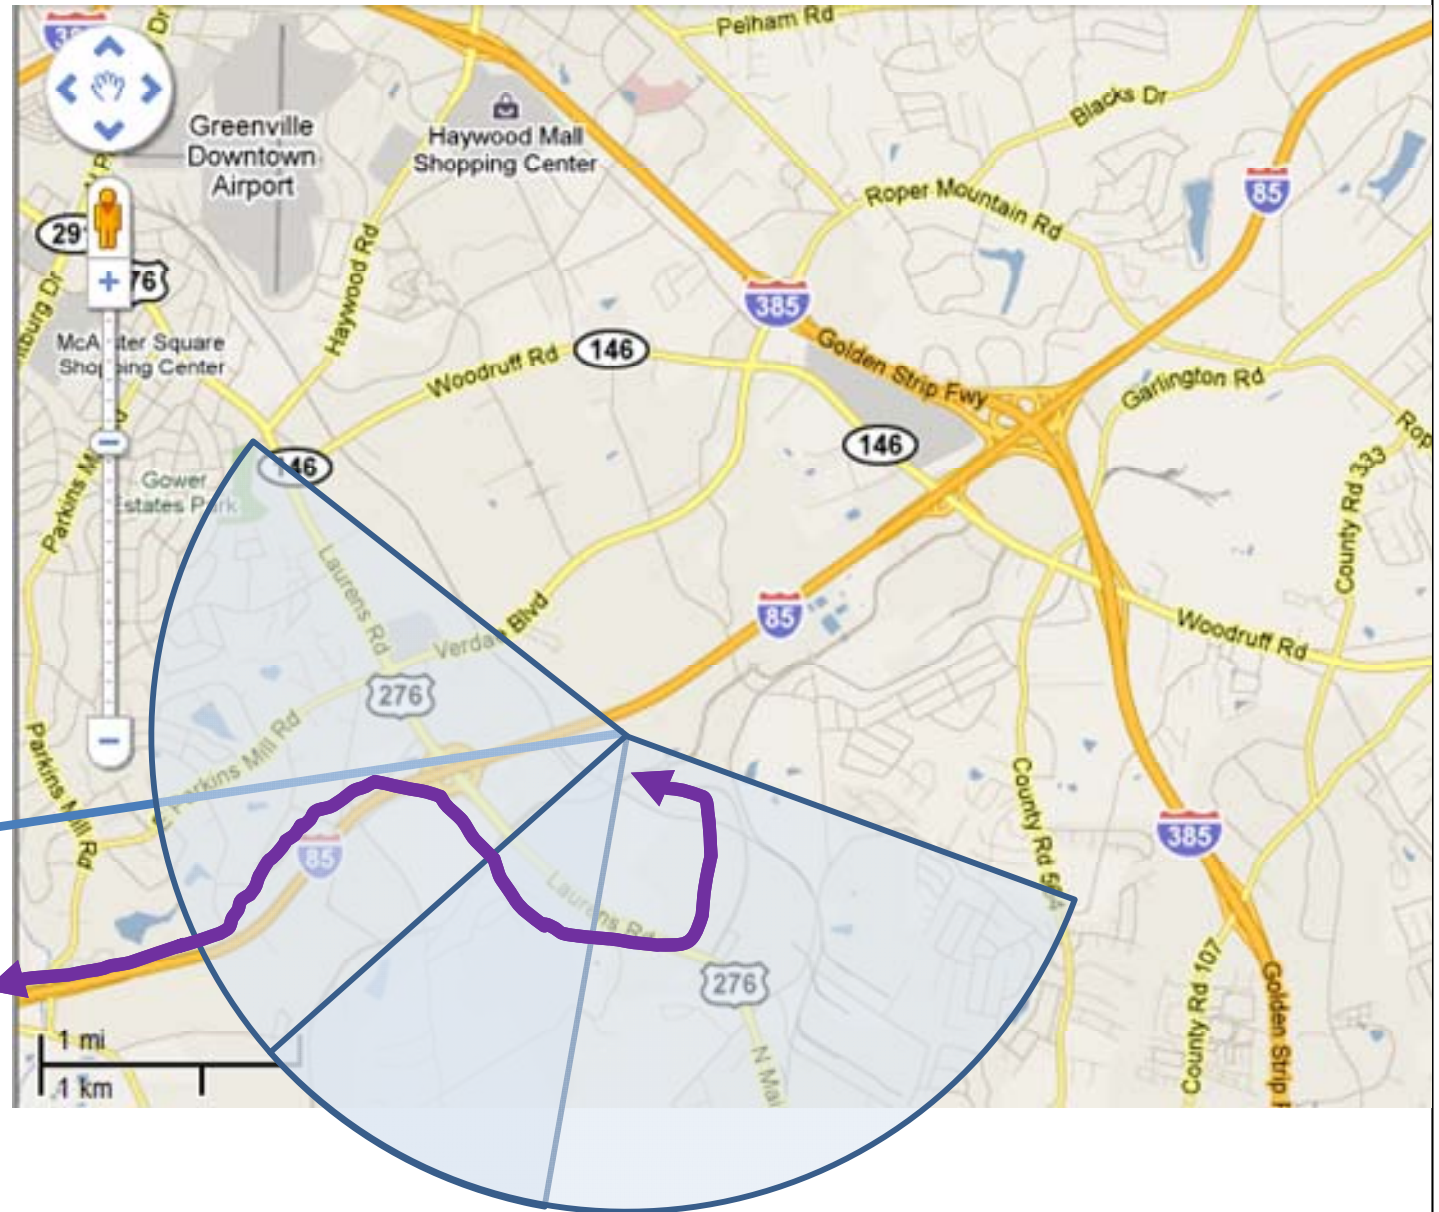 Pelham Rd
Blacks Dr
Greenville
Downtown
Airport
Haywood Mall
Shopping Center
Roper Mountain Rd
85
29
76
Haywood Rd
385
McA ster Square
Shopping Center
Woodruff Rd
146
Golden Strip Fwy
Garlington Rd
146
146
Gower
Estates Park
Parkins M
County Rd 333
Laurens Rd
Verdae Blvd
85
Woodruff Rd
276
E Parkins Mill Rd
Parkins Mill Rd
County Rd 564
385
85
Laurens Rd
276
County Rd 107
Golden Strip F
1 mi
1 km
N Mai